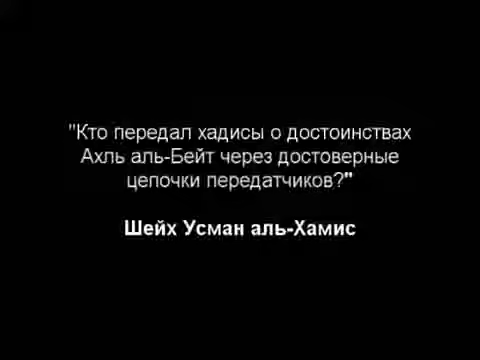 "Кто передал хадисы о достоинствах
Ахль аль-Бейт через достоверные
цепочки передатчиков?"
Шейх Усман аль-Хамис